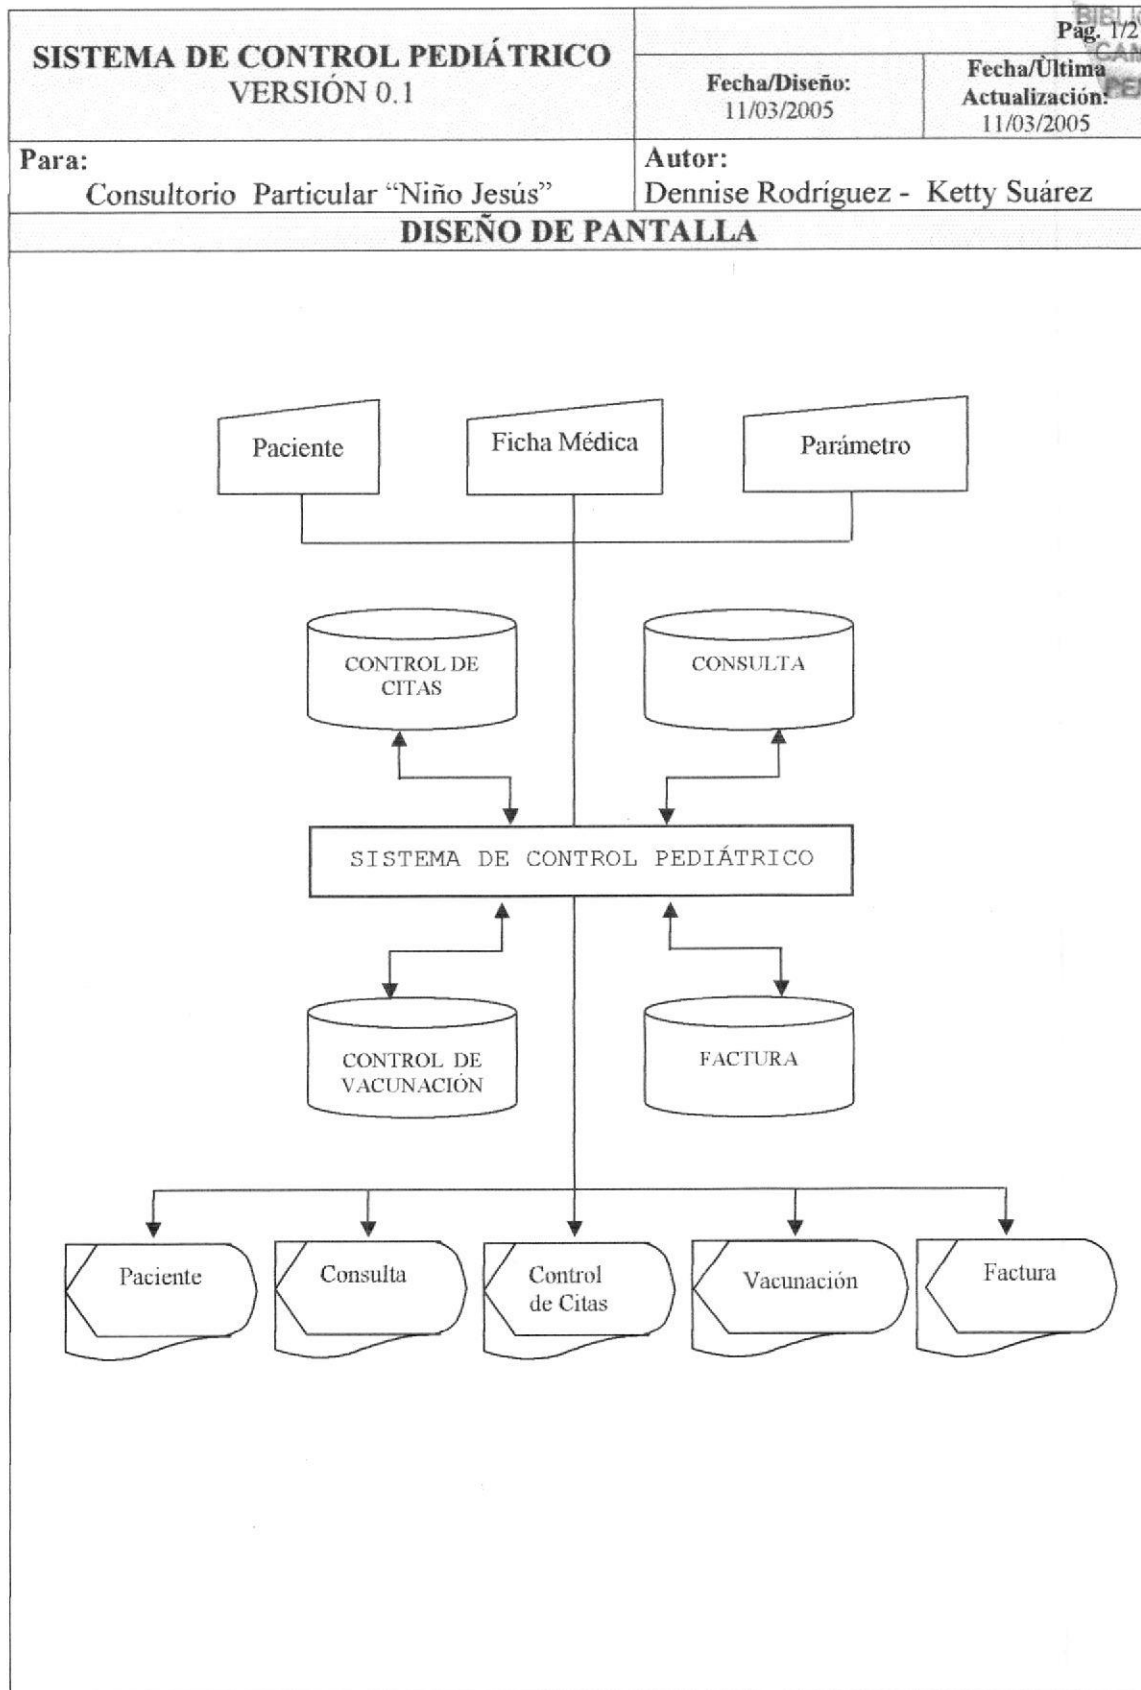 Pág. 1/2
SISTEMA DE CONTROL PEDIÁTRICO
VERSIÓN 0.1
Fecha/Diseño:
11/03/2005
Fecha/Ùltima
Actualización:
11/03/2005
Para:
Consultorio Particular “Niño Jesús”
Autor:
Dennise Rodríguez - Ketty Suárez
DISEÑO DE PANTALLA
Paciente
Ficha Médica
Parámetro
CONTROL DE
CITAS
CONSULTA
SISTEMA DE CONTROL PEDIÁTRICO
CONTROL DE
VACUNACIÓN
FACTURA
Paciente
Consulta
Control
de Citas
Vacunación
Factura